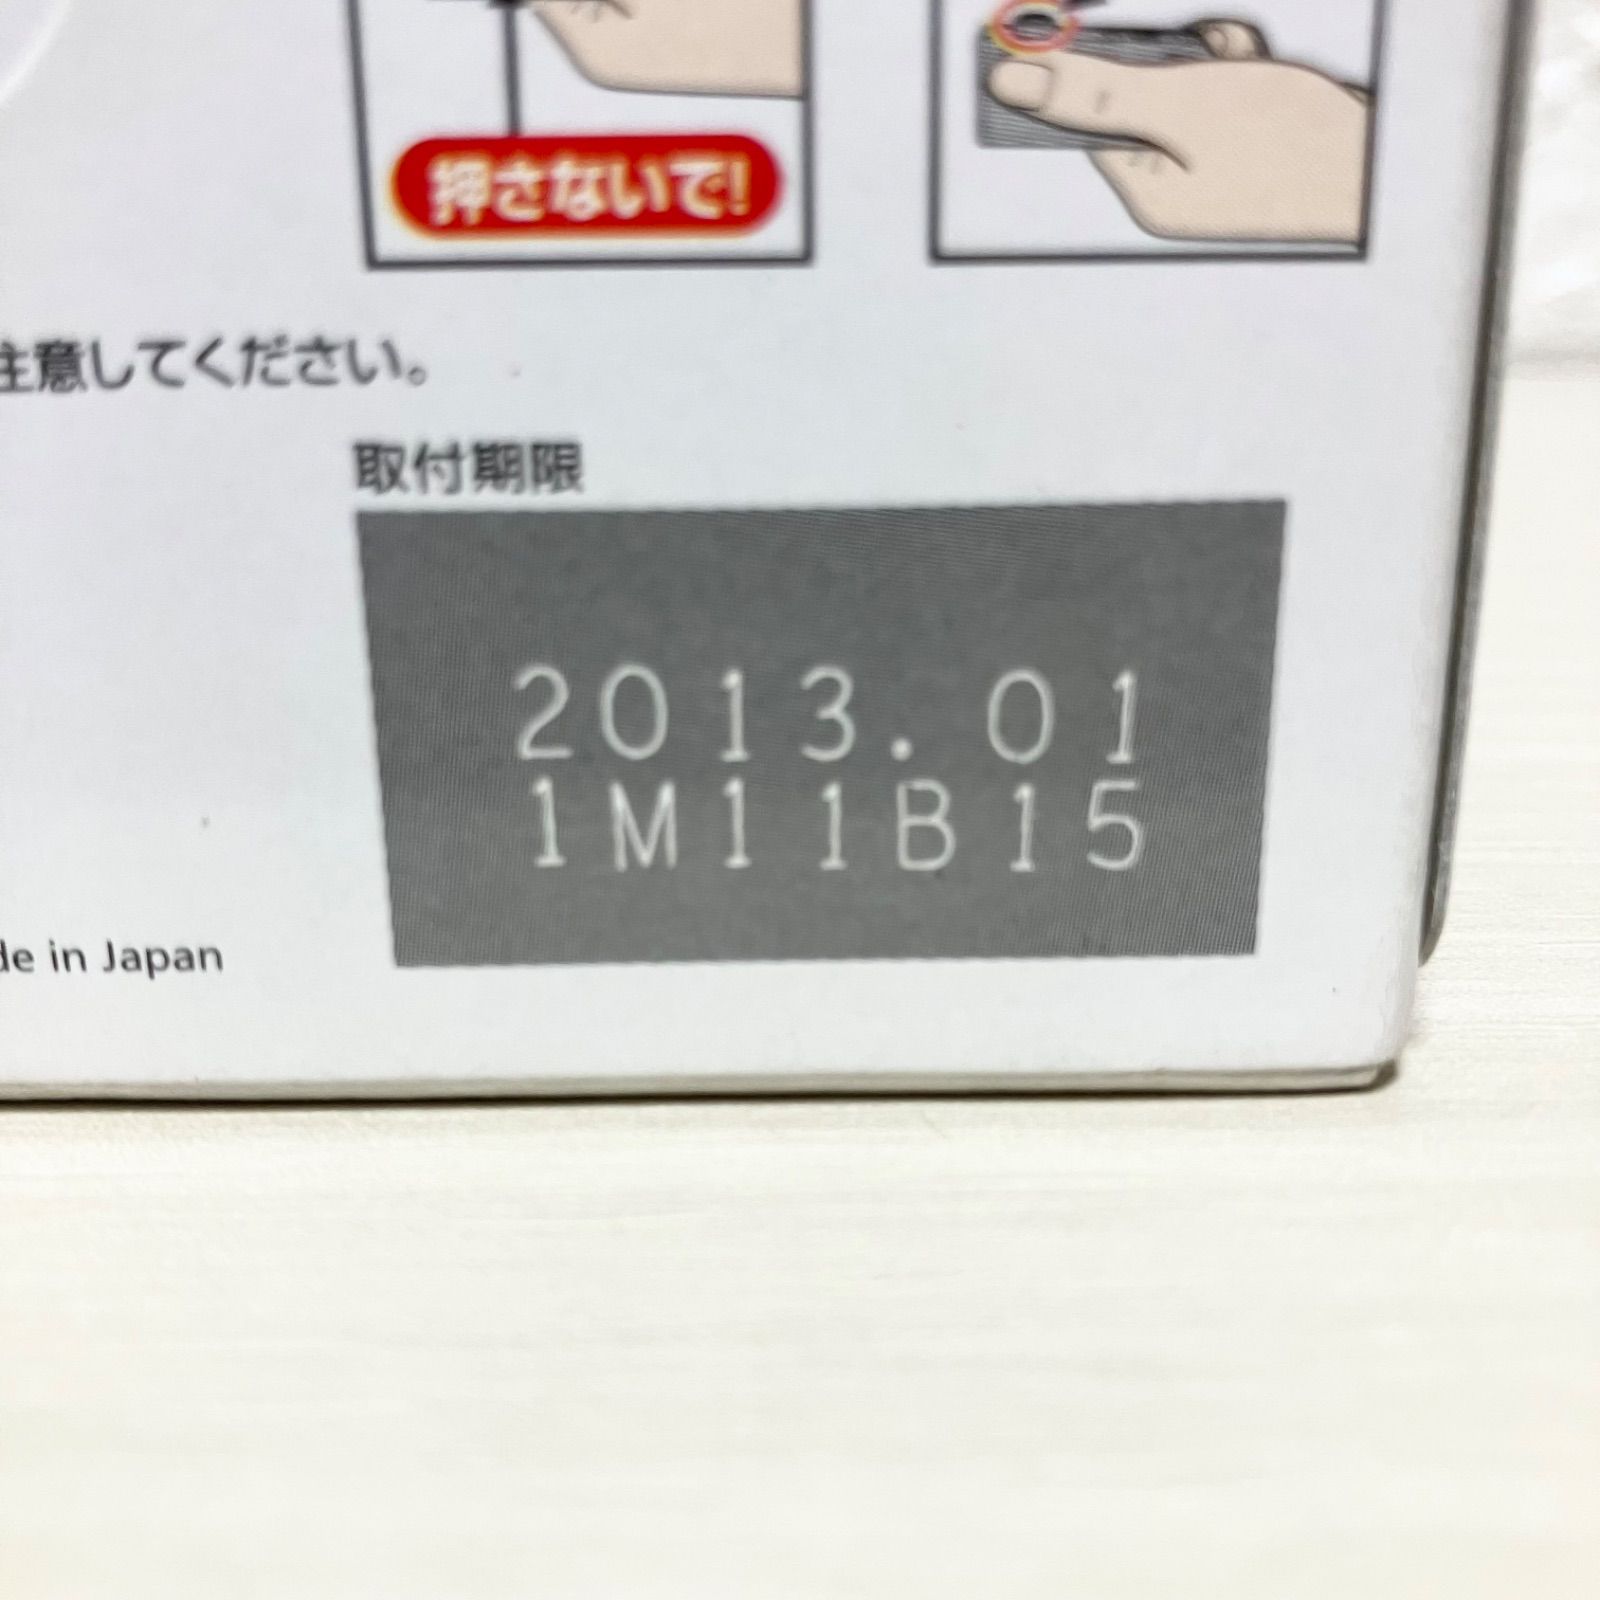 押さないで!
注意してください。
取付期限
2013.01
1M11B15
de in Japan